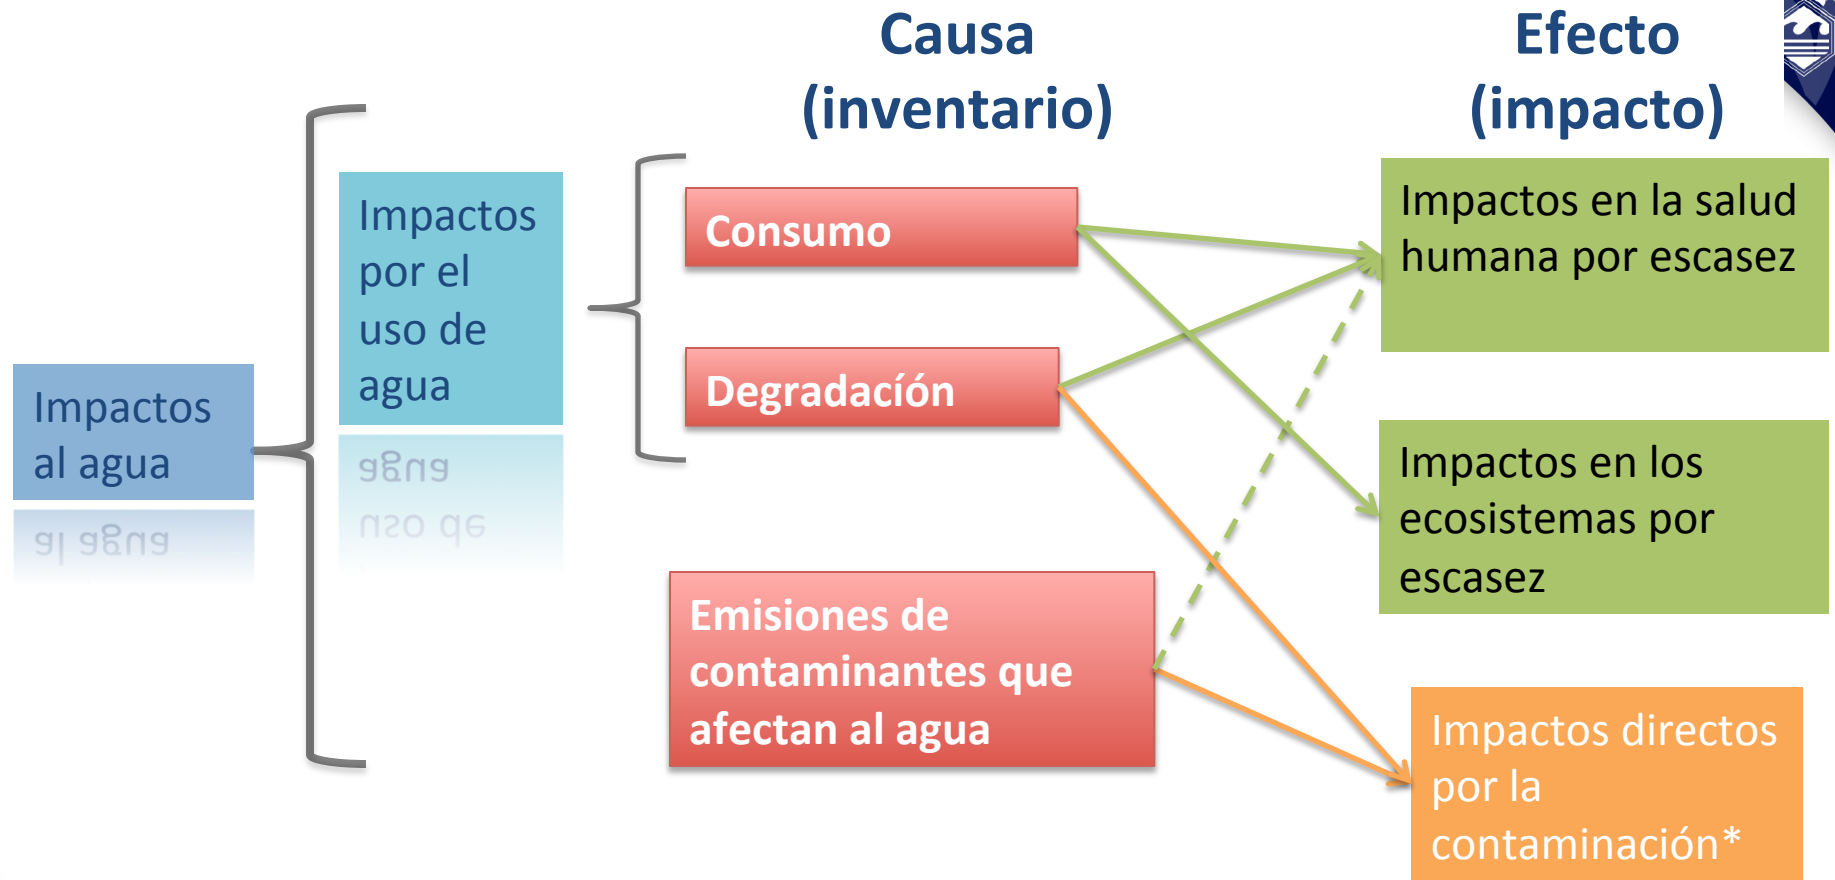 Causa
(inventario)
Efecto
(impacto)
Impactos
al agua
Impactos
por el
uso de
agua
Consumo
Degradacíón
Emisiones de
contaminantes que
afectan al agua
Impactos en la salud
humana por escasez
Impactos en los
ecosistemas por
escasez
Impactos directos
por la
contaminación*